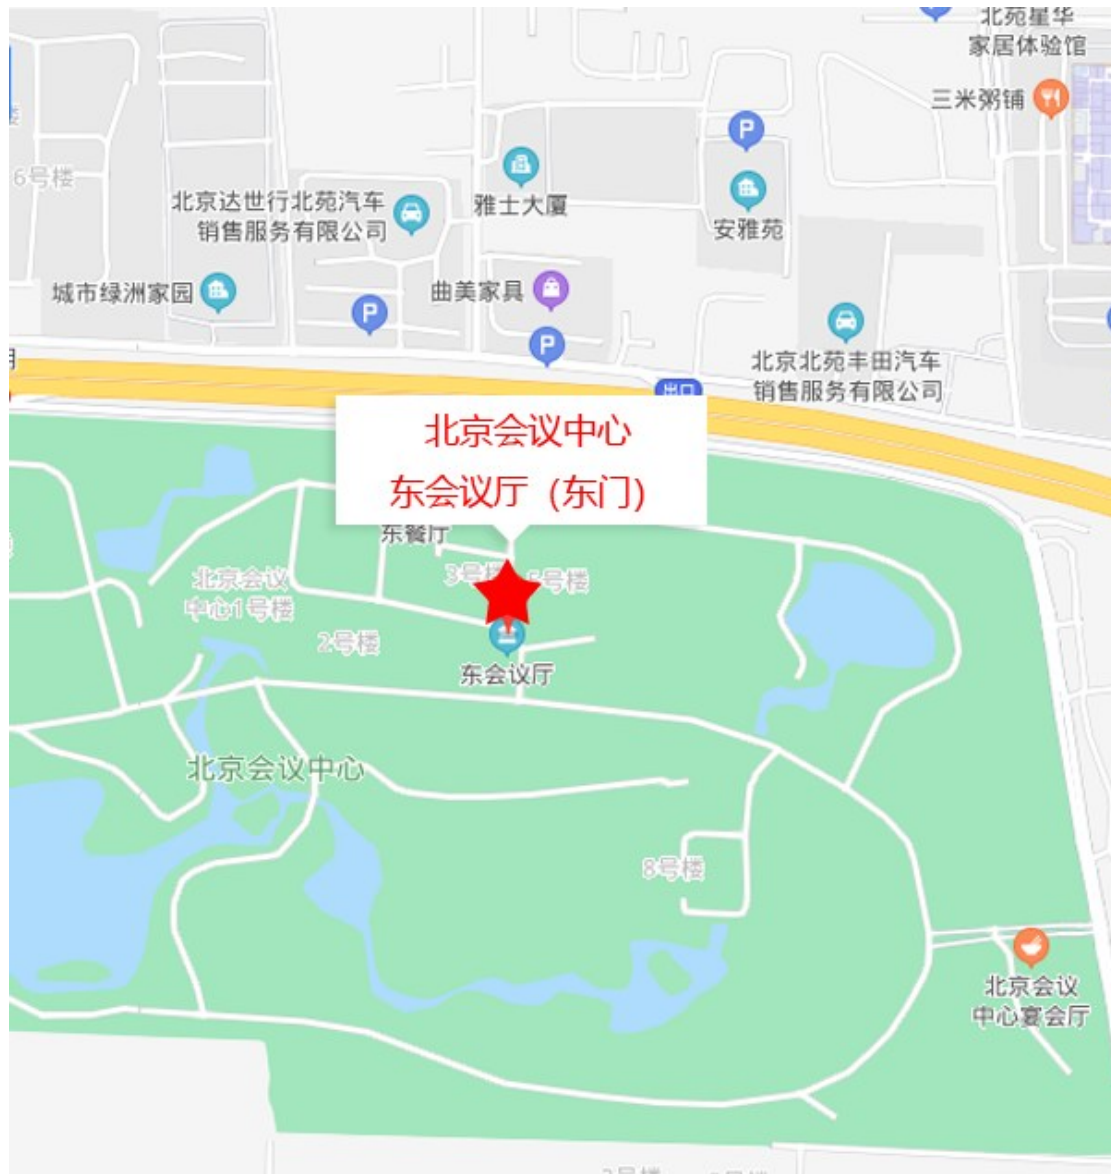 北苑星华
家居体验馆
三米粥铺
P
6号楼
北京达世行北苑汽车
销售服务有限公司
雅士大厦
安雅苑
城市绿洲家园
曲美家具
P
P
北京北苑丰田汽车
销售服务有限公司
出口
北京会议中心
东会议厅（东门）
东餐厅
3号楼
5号楼
北京会议
中心1号楼
2号楼
东会议厅
北京会议中心
8号楼
北京会议
中心宴会厅